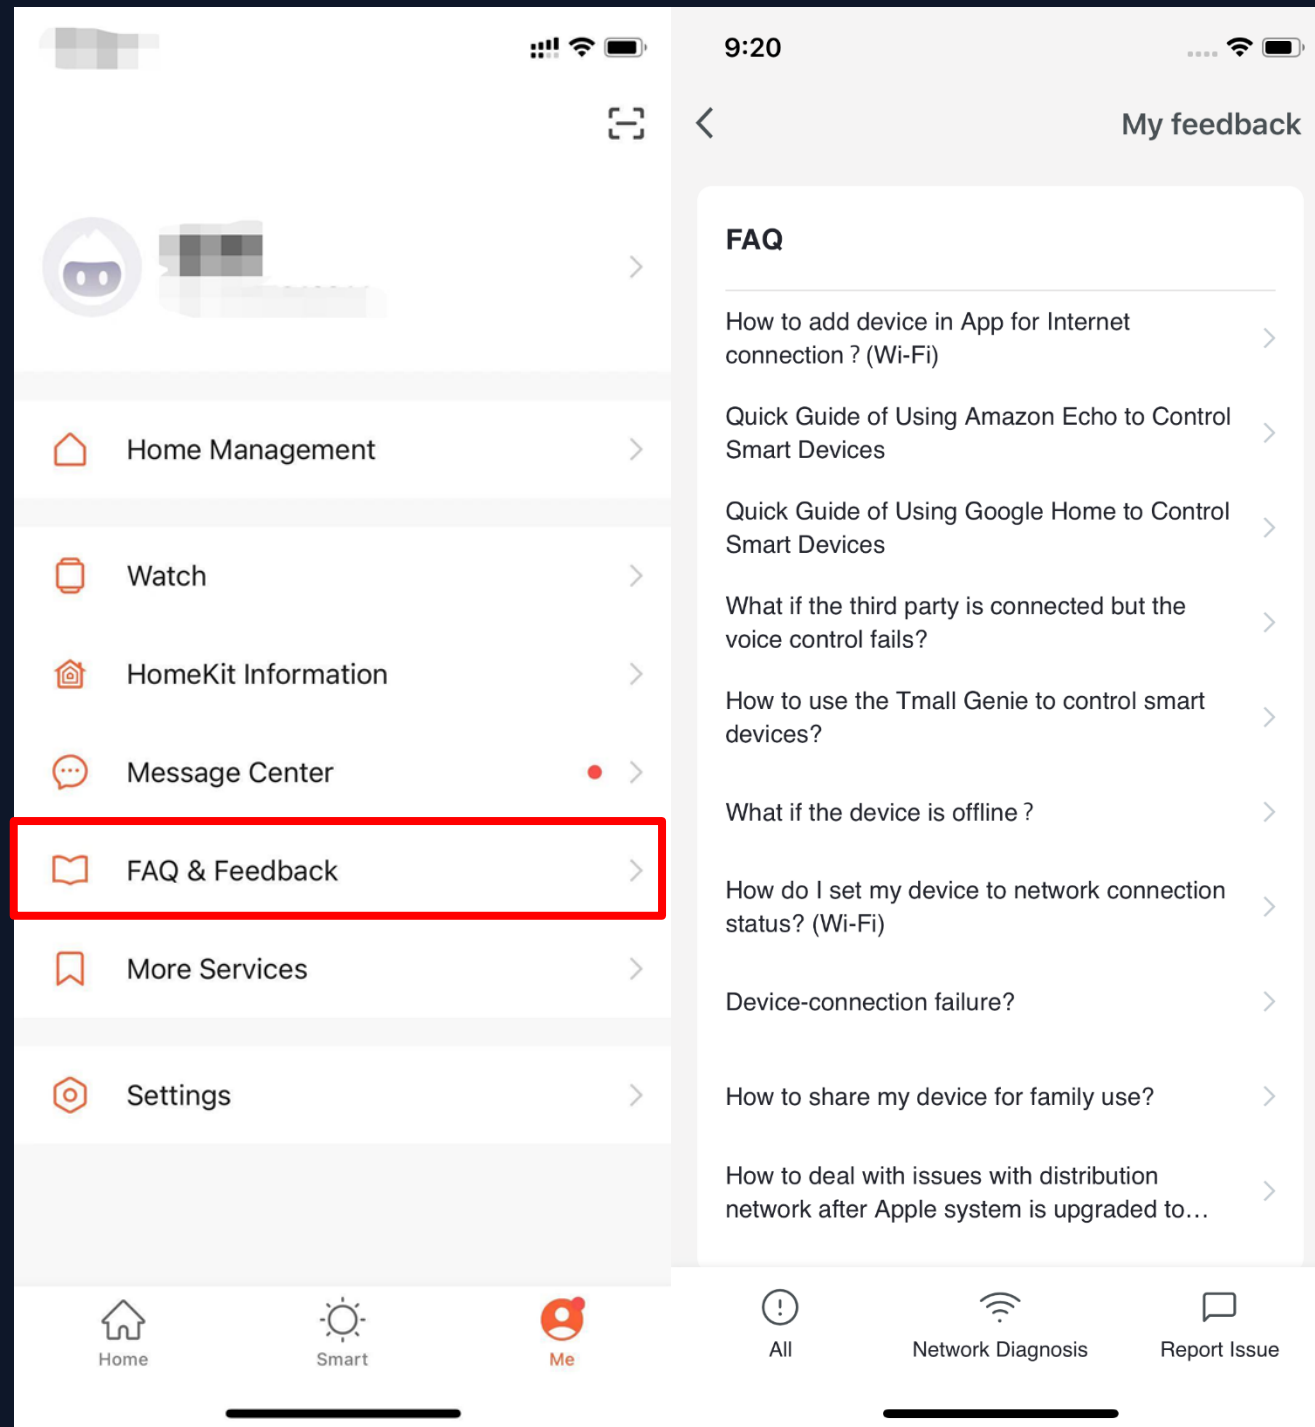 Home Management
Watch
HomeKit Information
Message Center
FAQ & Feedback
More Services
Settings
Home
Smart
Me
9:20
My feedback
FAQ
How to add device in App for Internet
connection ? (Wi-Fi)
Quick Guide of Using Amazon Echo to Control
Smart Devices
Quick Guide of Using Google Home to Control
Smart Devices
What if the third party is connected but the
voice control fails?
How to use the Tmall Genie to control smart
devices?
What if the device is offline ?
How do I set my device to network connection
status? (Wi-Fi)
Device-connection failure?
How to share my device for family use?
How to deal with issues with distribution
network after Apple system is upgraded to...
All
Network Diagnosis
Report Issue